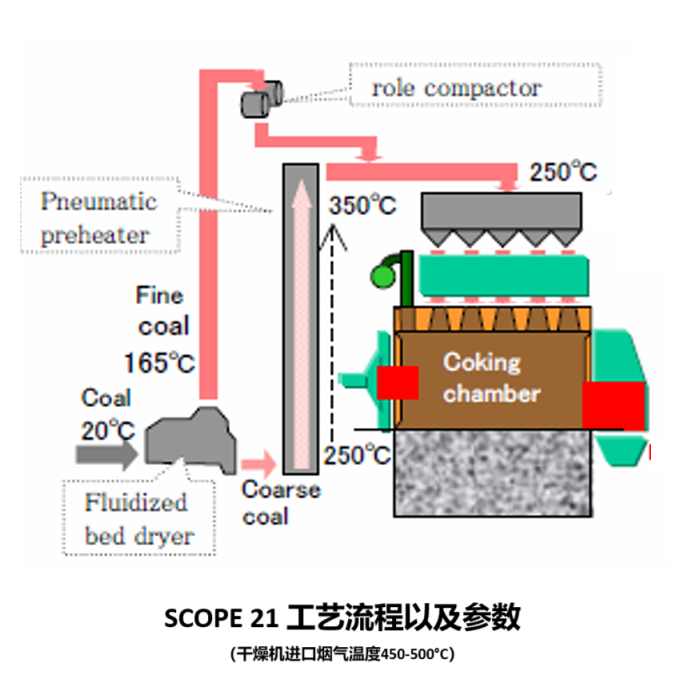 role compactor
250℃
Pneumatic
preheater
350℃
Fine
coal
165℃
Coking
chamber
Coal
20℃
250℃
Coarse
coal
Fluidized
bed dryer
SCOPE 21 工艺流程以及参数
(干燥机进口烟气温度450-500°C)